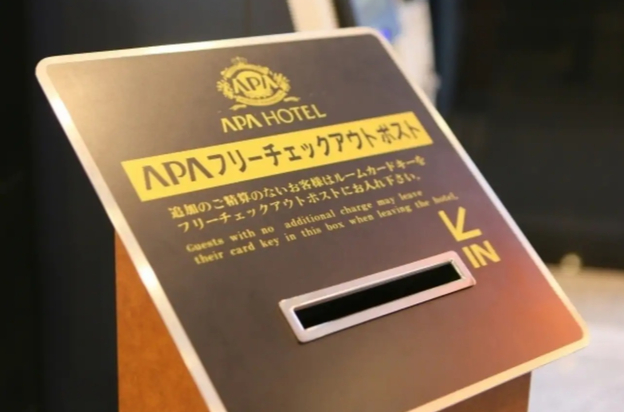 APA
APA HOTEL
APAフリーチェックアウトポスト
追加のご精算のないお客様はルームカードキーを
フリーチェックアウトポストにお入れ下さい。
Guests with no additional charge may leave
their card key in this box when leaving the hotel.
IN